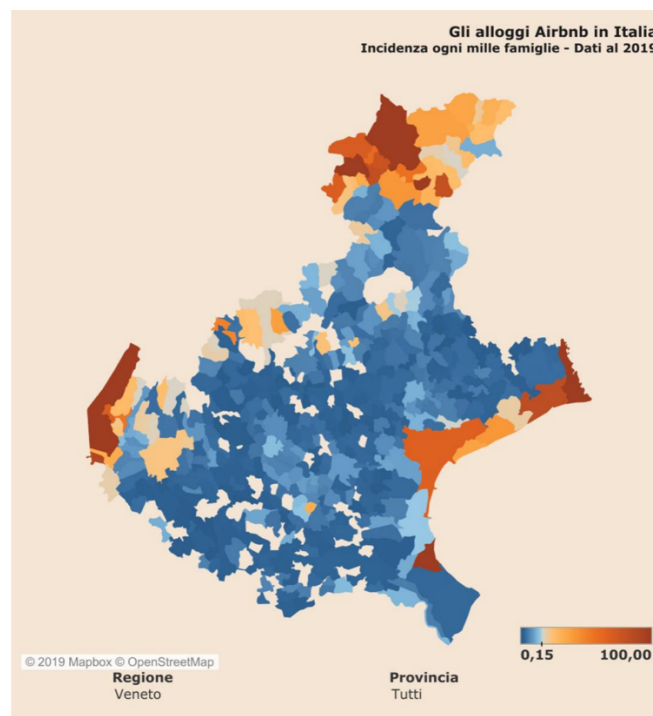 Gli alloggi Airbnb in Italia
Incidenza ogni mille famiglie - Dati al 2019
0,15
100,00
© 2019 Mapbox © OpenStreetMap
Regione
Veneto
Provincia
Tutti